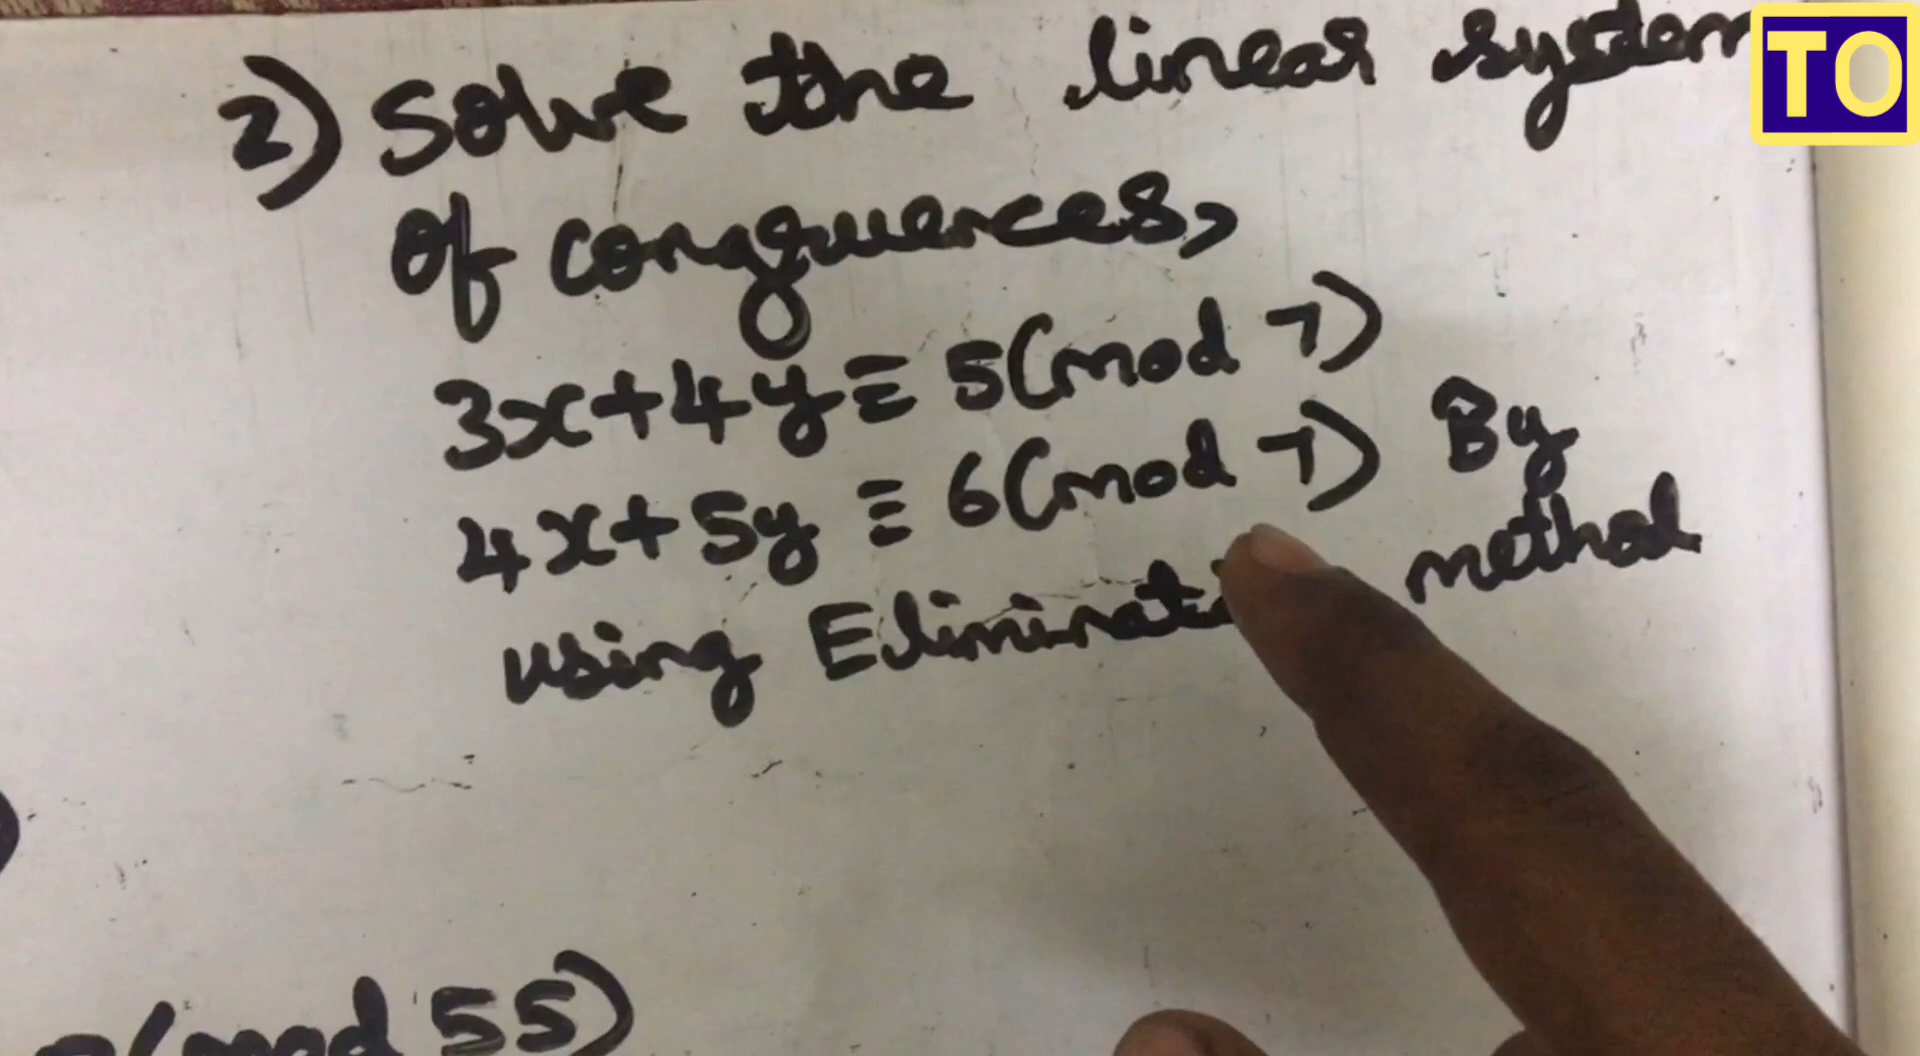 TO
2) Solve the linear system
of congruences,
3x+4y ≡ 5(mod 7)
4x+5y ≡ 6(mod 7) By
using method
(mod 55)